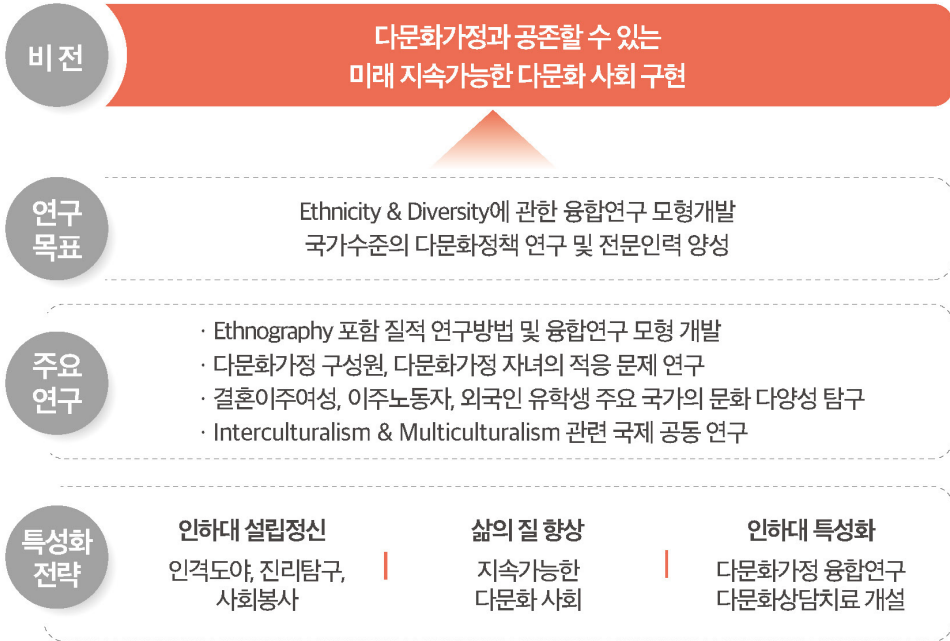 비전
다문화가정과 공존할 수 있는
미래 지속가능한 다문화 사회 구현
연구
목표
Ethnicity & Diversity에 관한 융합연구 모형개발
국가수준의 다문화정책 연구 및 전문인력 양성
주요
연구
· Ethnography 포함 질적 연구방법 및 융합연구 모형 개발
· 다문화가정 구성원, 다문화가정 자녀의 적응 문제 연구
· 결혼이주여성, 이주노동자, 외국인 유학생 주요 국가의 문화 다양성 탐구
· Interculturalism & Multiculturalism 관련 국제 공동 연구
특성화
전략
인하대 설립정신
인격도야, 진리탐구,
사회봉사
삶의 질 향상
지속가능한
다문화 사회
인하대 특성화
다문화가정 융합연구
다문화상담치료 개설